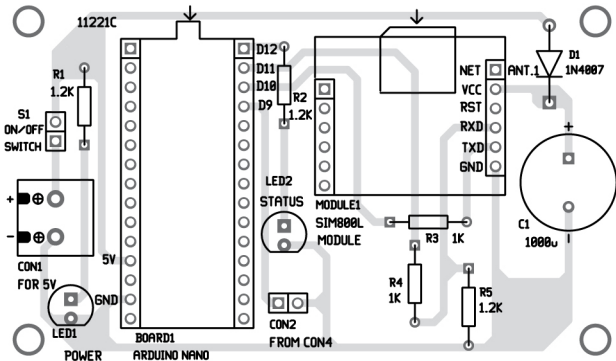 11221C
D12
D11
D10
D9
R1
1.2K
R2
1.2K
S1
ON/OFF
SWITCH
+
−
CON1
FOR 5V
LED1
POWER
5V
GND
BOARD1
ARDUINO NANO
LED2
STATUS
CON2
FROM CON4
MODULE1
SIM800L
MODULE
NET
VCC
RST
RXD
TXD
GND
ANT.1
D1
1N4007
R3 1K
R4
1K
R5
1.2K
+
C1
1000u
−